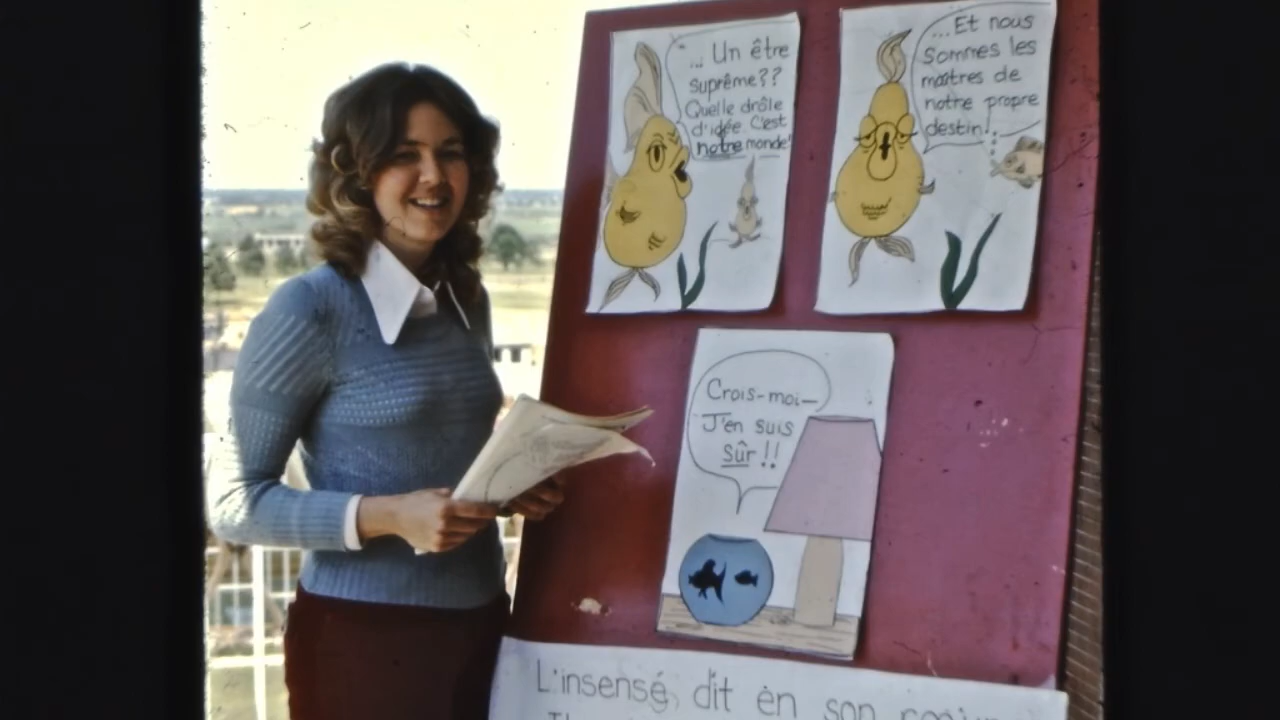 ... Un être
suprême??
Quelle drôle
d'idée. C'est
notre monde!
...Et nous
sommes les
maîtres de
notre propre
destin!
Crois-moi—
J'en suis
sûr!!
L'insensé dit en son